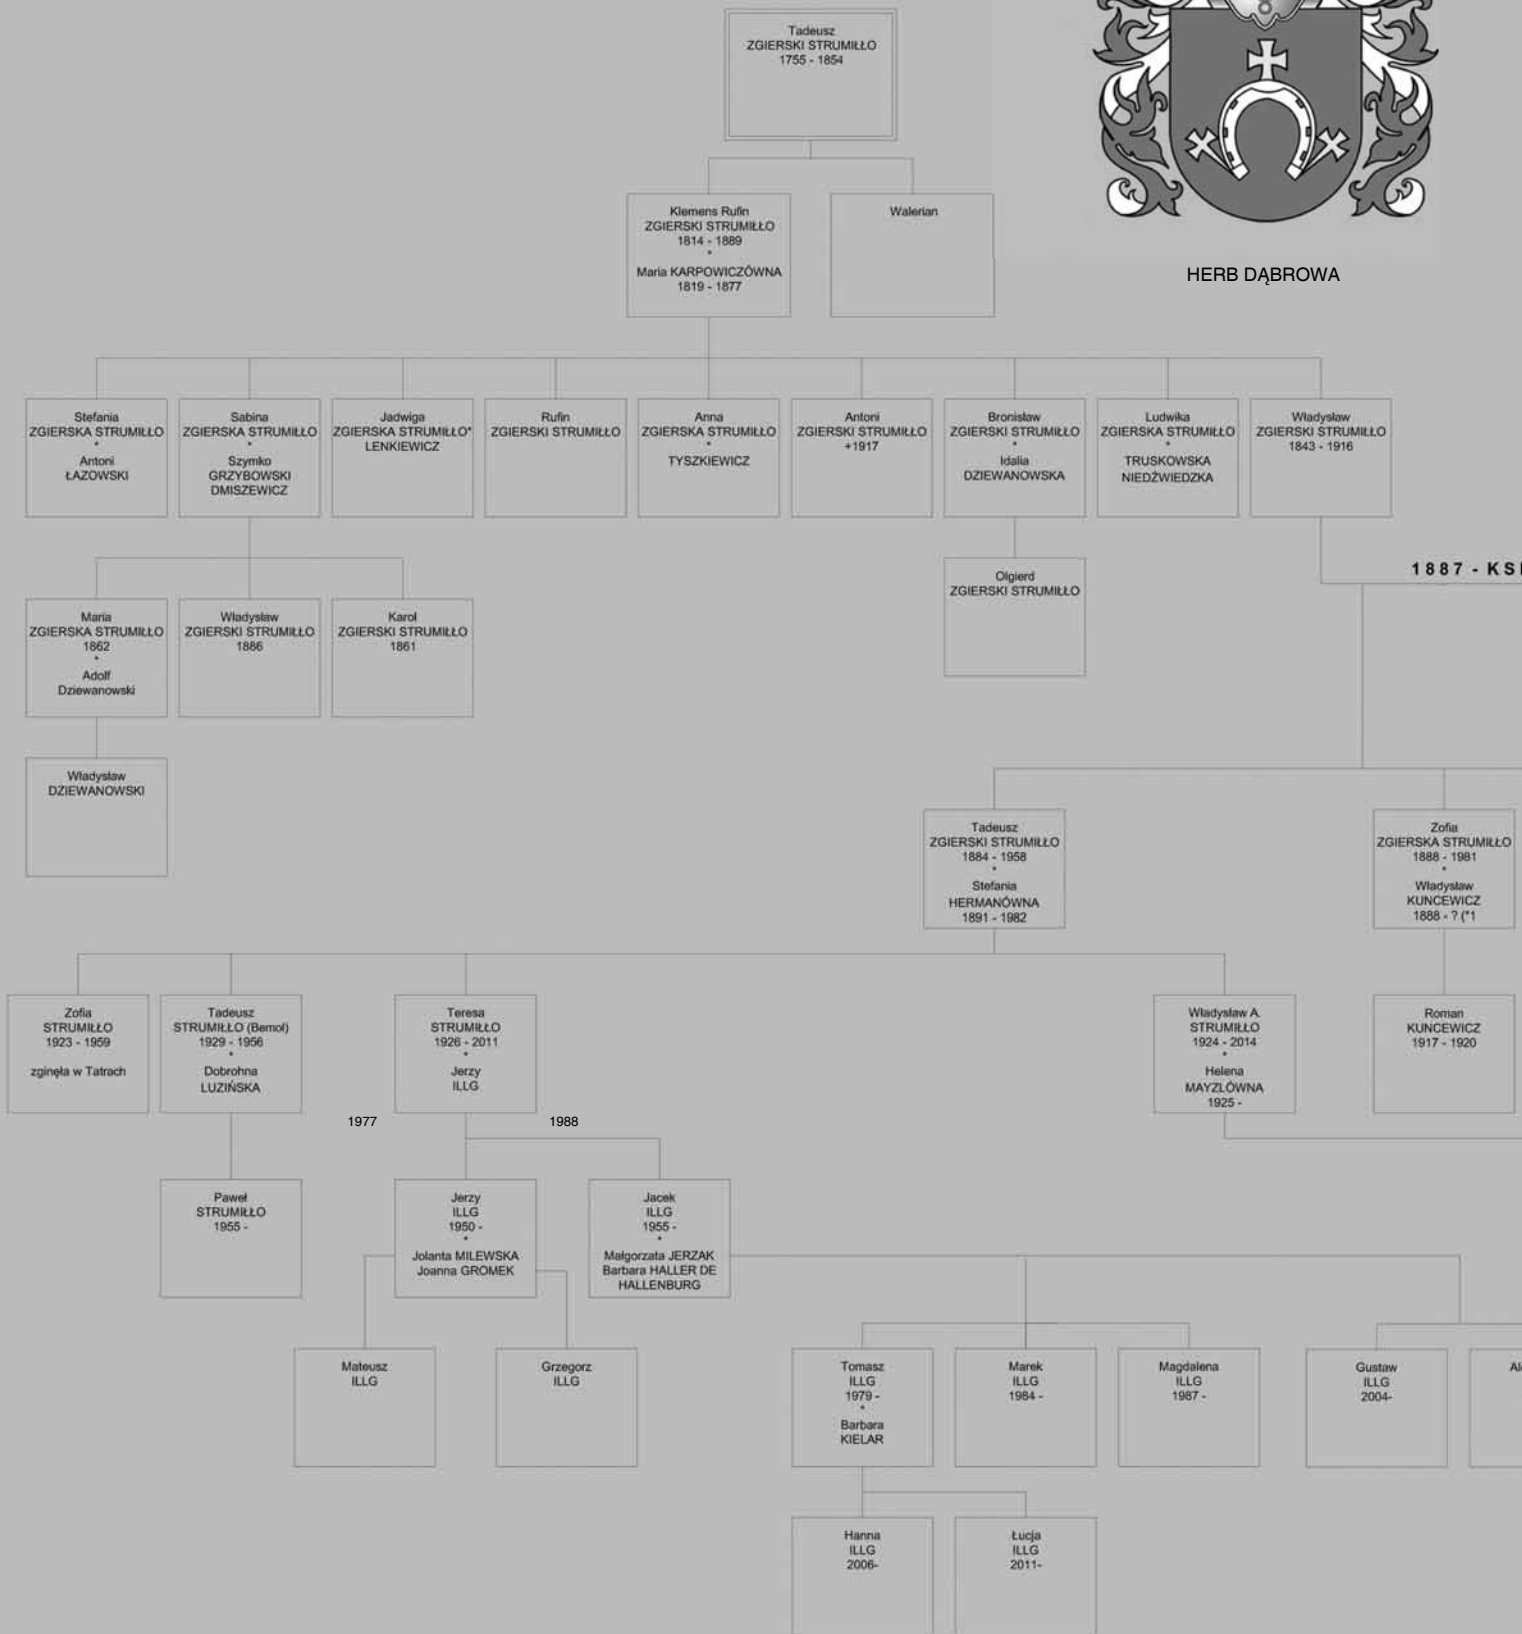 Tadeusz
ZGIERSKI STRUMIŁŁO
1755 - 1854
Klemens Rufin
ZGIERSKI STRUMIŁŁO
1814 - 1889
*
Maria KARPOWICZÓWNA
1819 - 1877
Walerian
HERB DĄBROWA
Stefania
ZGIERSKA STRUMIŁŁO
*
Antoni
ŁAZOWSKI
Sabina
ZGIERSKA STRUMIŁŁO
*
Szymko
GRZYBOWSKI
DMISZEWICZ
Jadwiga
ZGIERSKA STRUMIŁŁO*
LENKIEWICZ
Rufin
ZGIERSKI STRUMIŁŁO
Anna
ZGIERSKA STRUMIŁŁO
*
TYSZKIEWICZ
Antoni
ZGIERSKI STRUMIŁŁO
+1917
Bronisław
ZGIERSKI STRUMIŁŁO
*
Idalia
DZIEWANOWSKA
Ludwika
ZGIERSKA STRUMIŁŁO
*
TRUSKOWSKA
NIEDŹWIEDZKA
Władysław
ZGIERSKI STRUMIŁŁO
1843 - 1916
1887 - KS
Olgierd
ZGIERSKI STRUMIŁŁO
Maria
ZGIERSKA STRUMIŁŁO
1862
*
Adolf
Dziewanowski
Władysław
ZGIERSKI STRUMIŁŁO
1886
Karol
ZGIERSKI STRUMIŁŁO
1861
Władysław
DZIEWANOWSKI
Tadeusz
ZGIERSKI STRUMIŁŁO
1884 - 1958
*
Stefania
HERMANÓWNA
1891 - 1982
Zofia
ZGIERSKA STRUMIŁŁO
1888 - 1981
*
Władysław
KUNCEWICZ
1888 - ? (*1
Zofia
STRUMIŁŁO
1923 - 1959
zginęła w Tatrach
Tadeusz
STRUMIŁŁO (Bemol)
1929 - 1956
*
Dobrohna
LUZIŃSKA
Teresa
STRUMIŁŁO
1926 - 2011
*
Jerzy
ILLG
Władysław A.
STRUMIŁŁO
1924 - 2014
*
Helena
MAYZLÓWNA
1925 -
Roman
KUNCEWICZ
1917 - 1920
1977
1988
Paweł
STRUMIŁŁO
1955 -
Jerzy
ILLG
1950 -
*
Jolanta MILEWSKA
Joanna GROMEK
Jacek
ILLG
1955 -
*
Małgorzata JERZAK
Barbara HALLER DE
HALLENBURG
Mateusz
ILLG
Grzegorz
ILLG
Tomasz
ILLG
1979 -
*
Barbara
KIELAR
Marek
ILLG
1984 -
Magdalena
ILLG
1987 -
Gustaw
ILLG
2004-
Hanna
ILLG
2006-
Łucja
ILLG
2011-